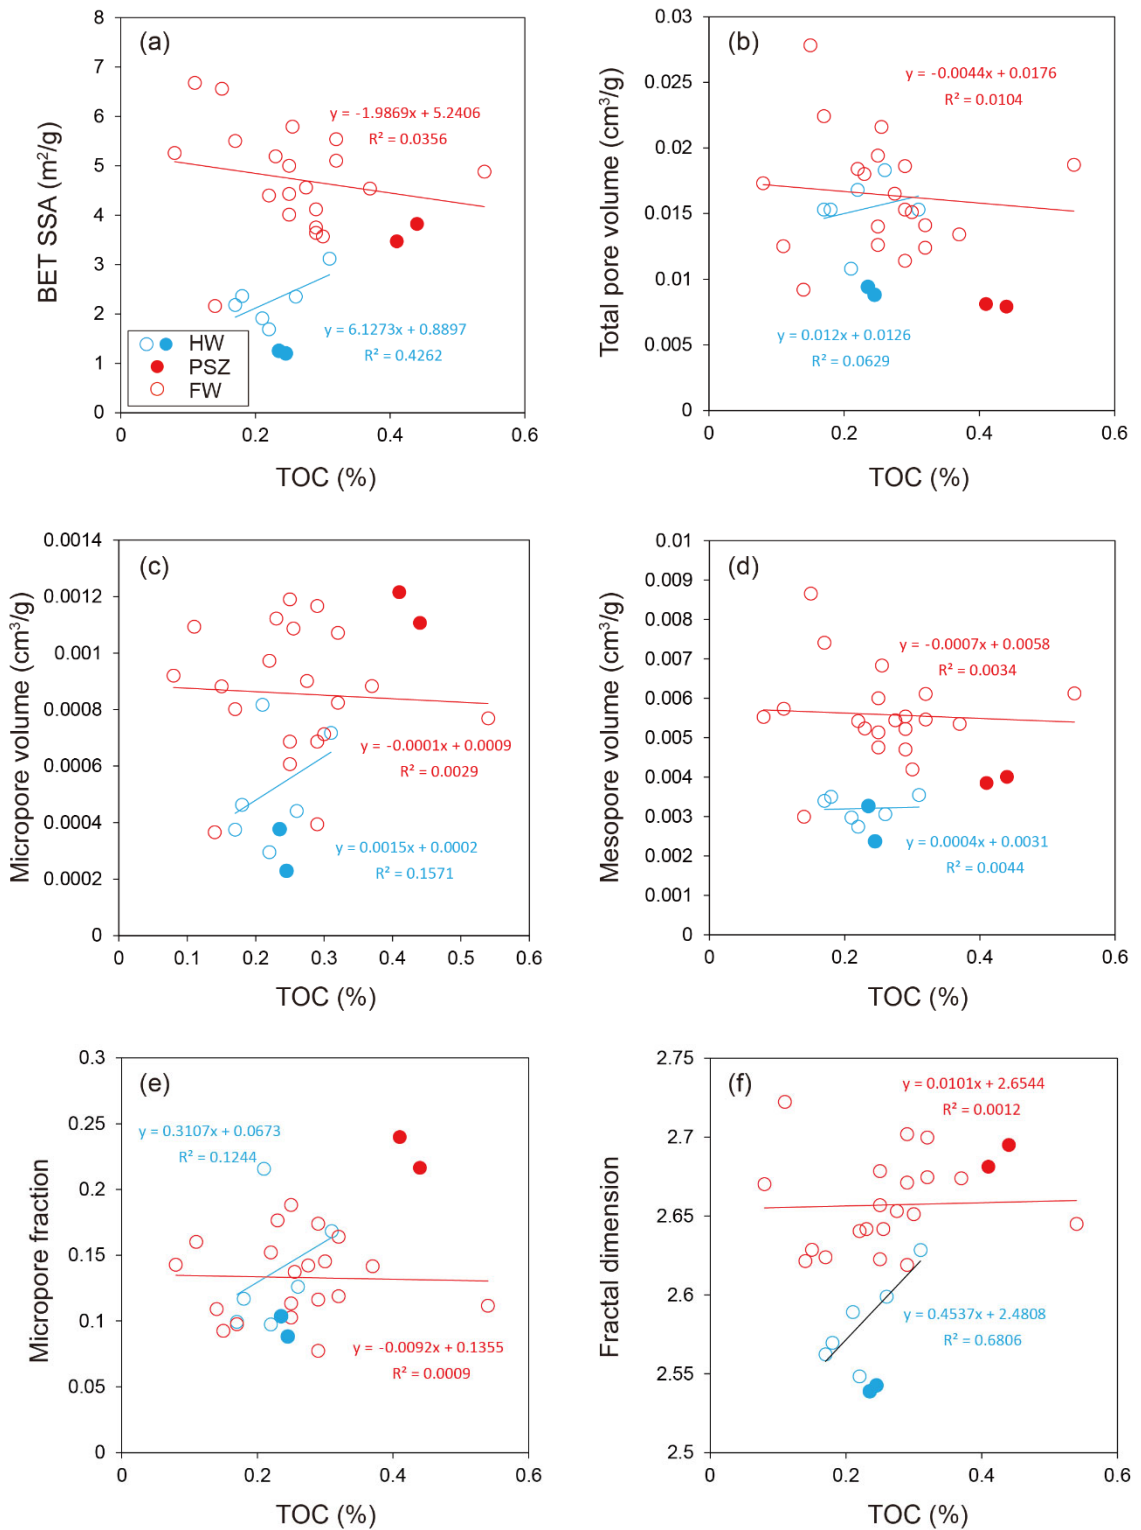 (a)
8
7
6
5
4
3
2
1
0
BET SSA (m²/g)
y = -1.9869x + 5.2406
R² = 0.0356
y = 6.1273x + 0.8897
R² = 0.4262
HW
PSZ
FW
0 0.2 0.4 0.6
TOC (%)
(b)
0.03
0.025
0.02
0.015
0.01
0.005
0
Total pore volume (cm³/g)
y = -0.0044x + 0.0176
R² = 0.0104
y = 0.012x + 0.0126
R² = 0.0629
0 0.2 0.4 0.6
TOC (%)
(c)
0.0014
0.0012
0.001
0.0008
0.0006
0.0004
0.0002
0
Micropore volume (cm³/g)
y = -0.0001x + 0.0009
R² = 0.0029
y = 0.0015x + 0.0002
R² = 0.1571
0 0.1 0.2 0.3 0.4 0.5 0.6
TOC (%)
(d)
0.01
0.009
0.008
0.007
0.006
0.005
0.004
0.003
0.002
0.001
0
Mesopore volume (cm³/g)
y = -0.0007x + 0.0058
R² = 0.0034
y = 0.0004x + 0.0031
R² = 0.0044
0 0.2 0.4 0.6
TOC (%)
(e)
0.3
0.25
0.2
0.15
0.1
0.05
0
Micropore fraction
y = 0.3107x + 0.0673
R² = 0.1244
y = -0.0092x + 0.1355
R² = 0.0009
0 0.2 0.4 0.6
TOC (%)
(f)
2.75
2.7
2.65
2.6
2.55
2.5
Fractal dimension
y = 0.0101x + 2.6544
R² = 0.0012
y = 0.4537x + 2.4808
R² = 0.6806
0 0.2 0.4 0.6
TOC (%)